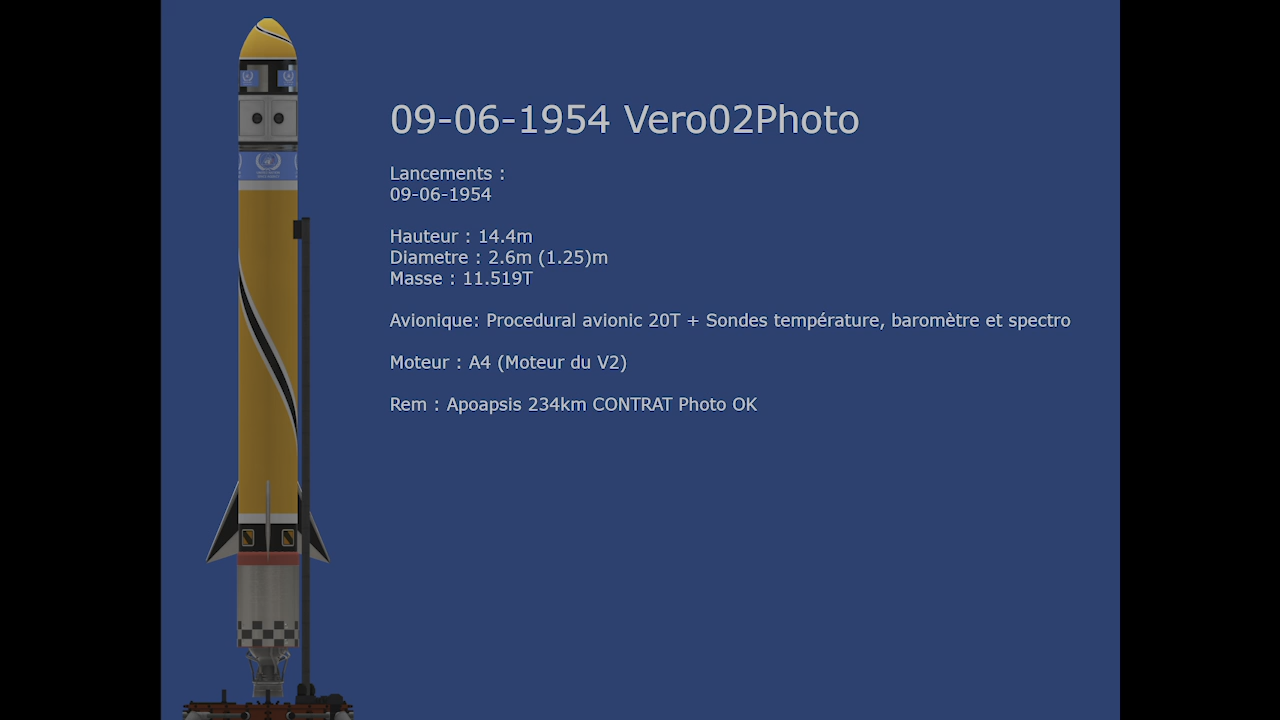 09-06-1954 Vero02Photo
Lancements :
09-06-1954
Hauteur : 14.4m
Diametre : 2.6m (1.25)m
Masse : 11.519T
Avionique: Procedural avionic 20T + Sondes température, baromètre et spectro
Moteur : A4 (Moteur du V2)
Rem : Apoapsis 234km CONTRAT Photo OK